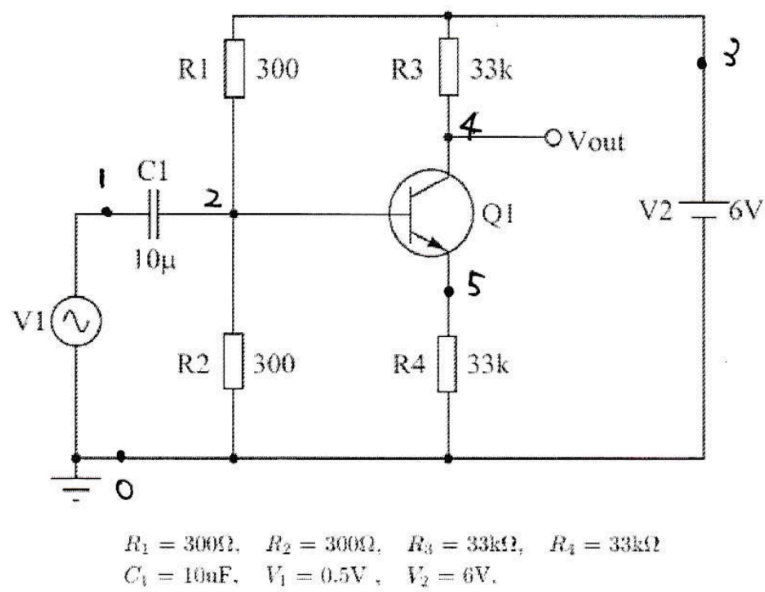 3
R1 300
R3 33k
4
Vout
1
C1
2
Q1
V2 6V
10μ
5
V1
R2 300
R4 33k
0
R₁ = 300Ω, R₂ = 300Ω, R₃ = 33kΩ, R₄ = 33kΩ
C₁ = 10nF, V₁ = 0.5V , V₂ = 6V.